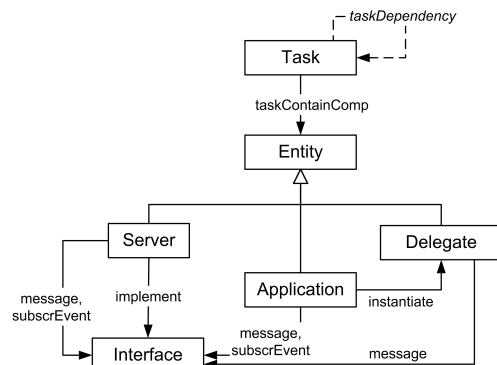 taskDependency
Task
taskContainComp
Entity
Server
Delegate
Application
instantiate
message,
subscrEvent
implement
message,
subscrEvent
message
Interface